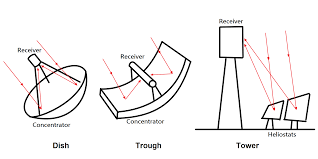 Receiver
Concentrator
Dish
Receiver
Concentrator
Trough
Receiver
Heliostats
Tower